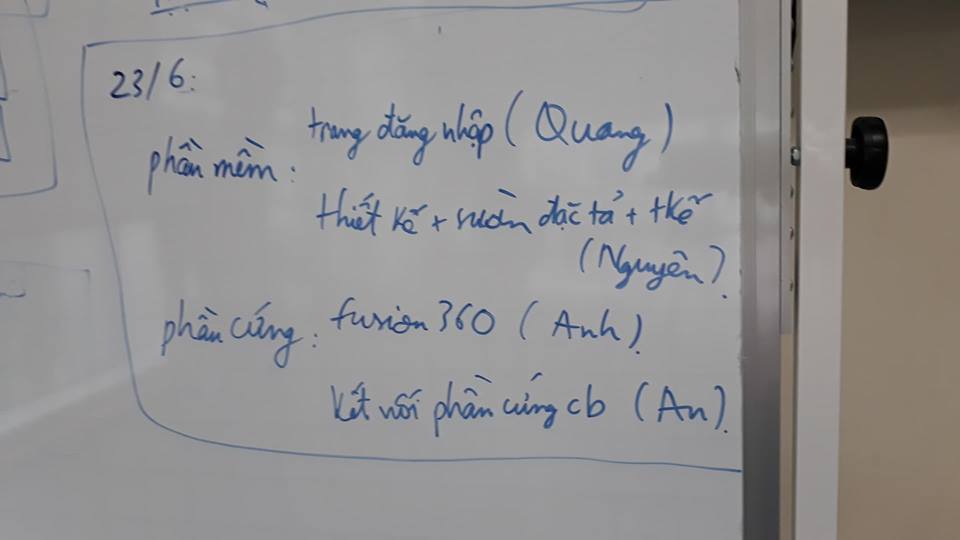 23/6:
trang đăng nhập (Quang)
phần mềm:
thiết kế + sườn đặc tả + tkế
(Nguyên).
phần cứng: fusion 360 (Anh).
kết nối phần cứng cb (An).